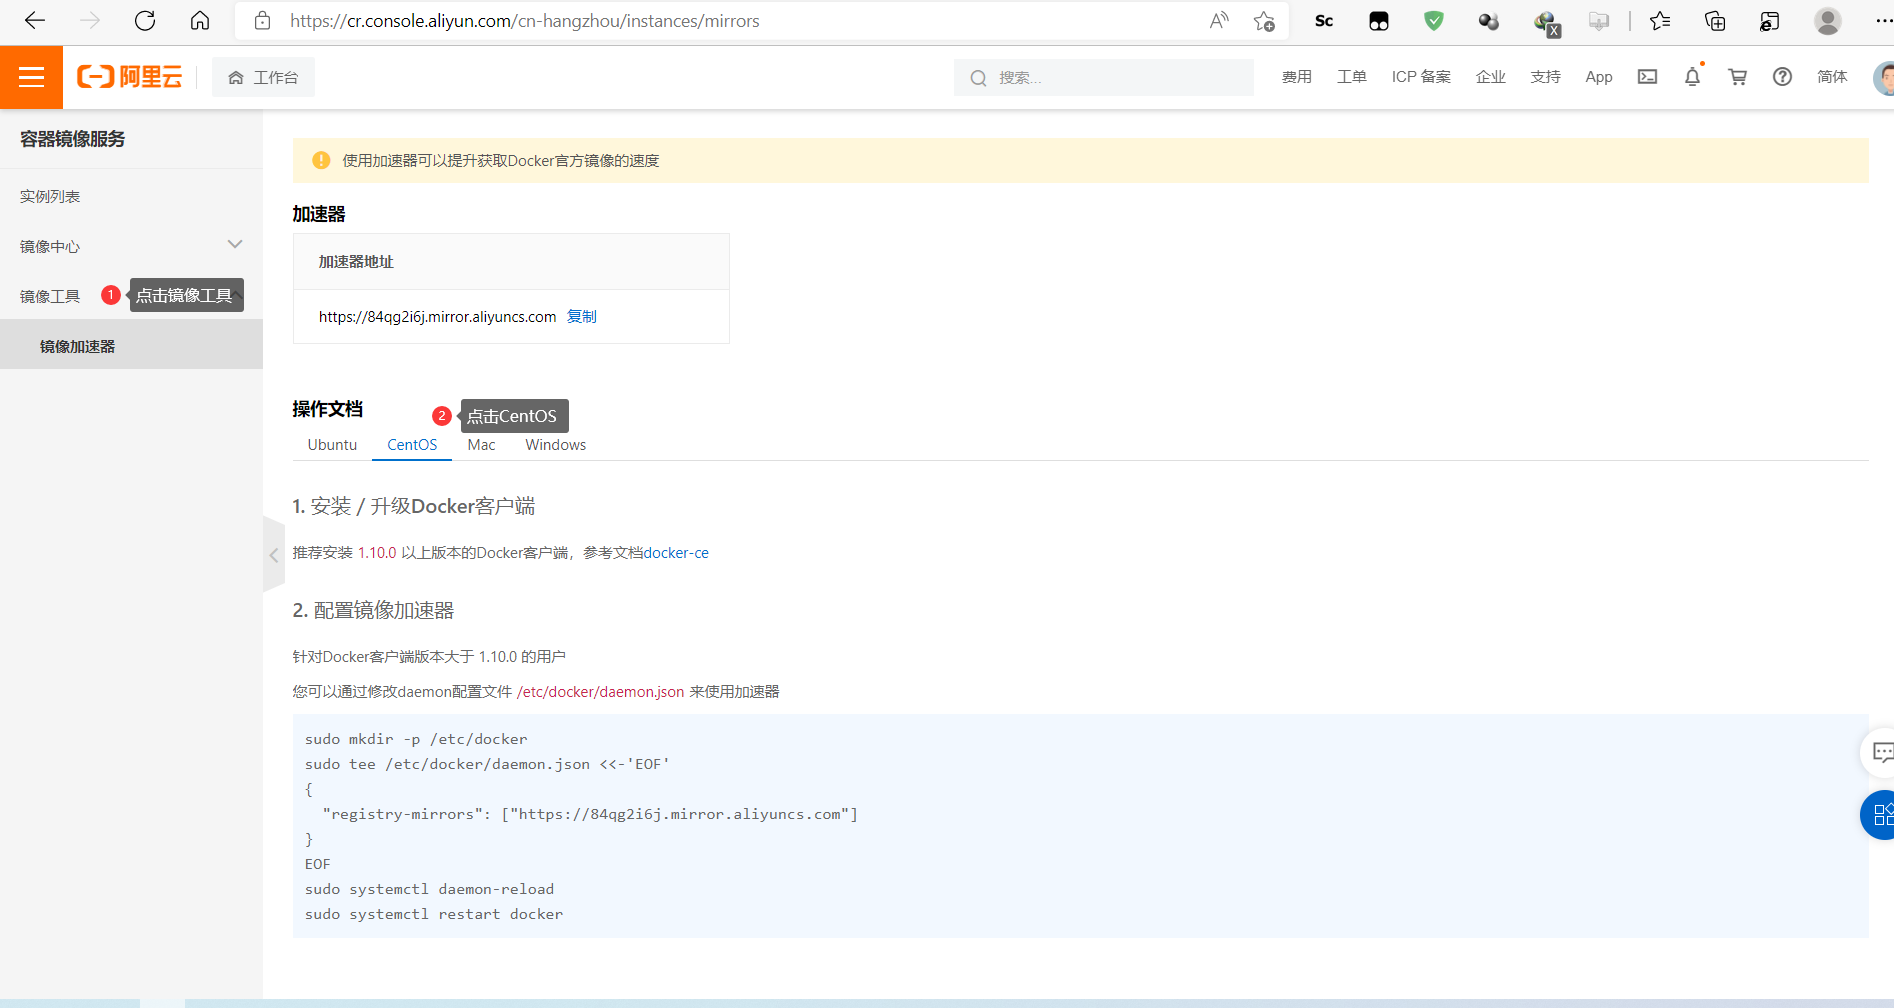 https://cr.console.aliyun.com/cn-hangzhou/instances/mirrors
Sc
阿里云
工作台
搜索...
费用
工单
ICP 备案
企业
支持
App
简体
容器镜像服务
实例列表
镜像中心
镜像工具
1
点击镜像工具
镜像加速器
使用加速器可以提升获取Docker官方镜像的速度
加速器
加速器地址
https://84qg2i6j.mirror.aliyuncs.com 复制
操作文档
2
点击CentOS
Ubuntu
CentOS
Mac
Windows
1. 安装 / 升级Docker客户端
推荐安装 1.10.0 以上版本的Docker客户端，参考文档docker-ce
2. 配置镜像加速器
针对Docker客户端版本大于 1.10.0 的用户
您可以通过修改daemon配置文件 /etc/docker/daemon.json 来使用加速器
sudo mkdir -p /etc/docker
sudo tee /etc/docker/daemon.json <<-'EOF'
{
  "registry-mirrors": ["https://84qg2i6j.mirror.aliyuncs.com"]
}
EOF
sudo systemctl daemon-reload
sudo systemctl restart docker